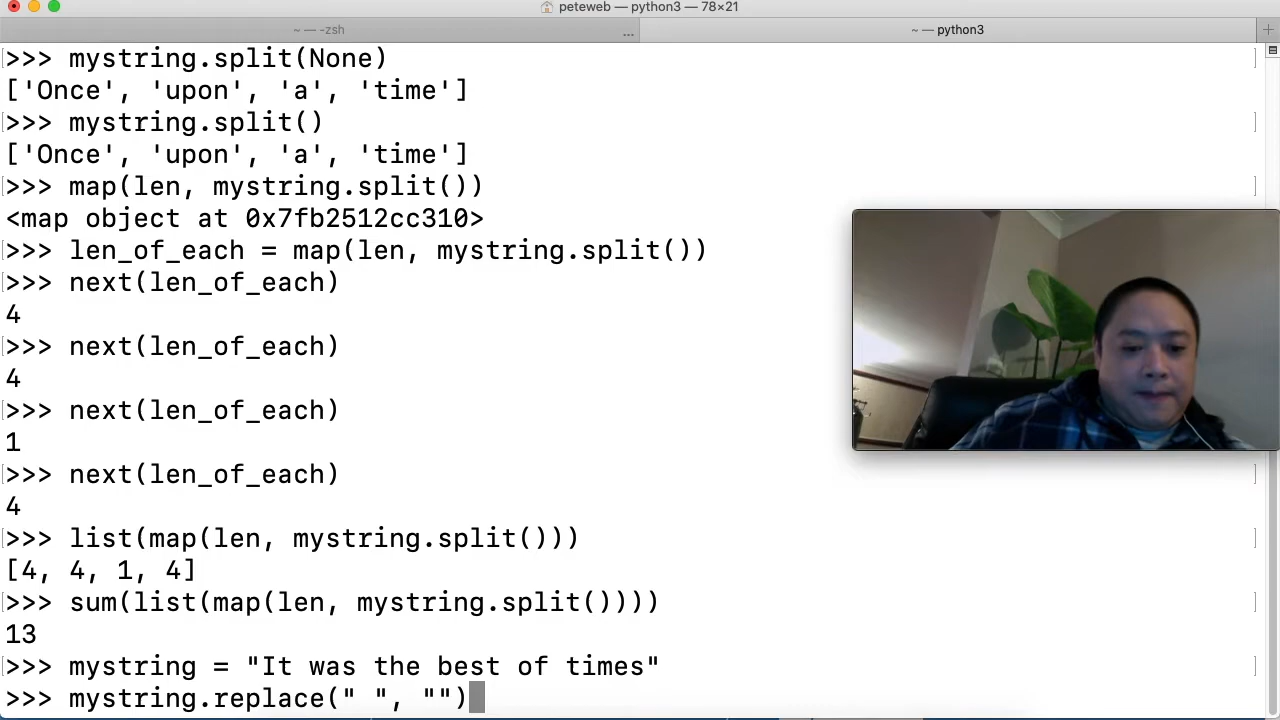 peteweb — python3 — 78×21
~ — -zsh ... ~ — python3
>>> mystring.split(None)
['Once', 'upon', 'a', 'time']
>>> mystring.split()
['Once', 'upon', 'a', 'time']
>>> map(len, mystring.split())
<map object at 0x7fb2512cc310>
>>> len_of_each = map(len, mystring.split())
>>> next(len_of_each)
4
>>> next(len_of_each)
4
>>> next(len_of_each)
1
>>> next(len_of_each)
4
>>> list(map(len, mystring.split()))
[4, 4, 1, 4]
>>> sum(list(map(len, mystring.split())))
13
>>> mystring = "It was the best of times"
>>> mystring.replace(" ", "")